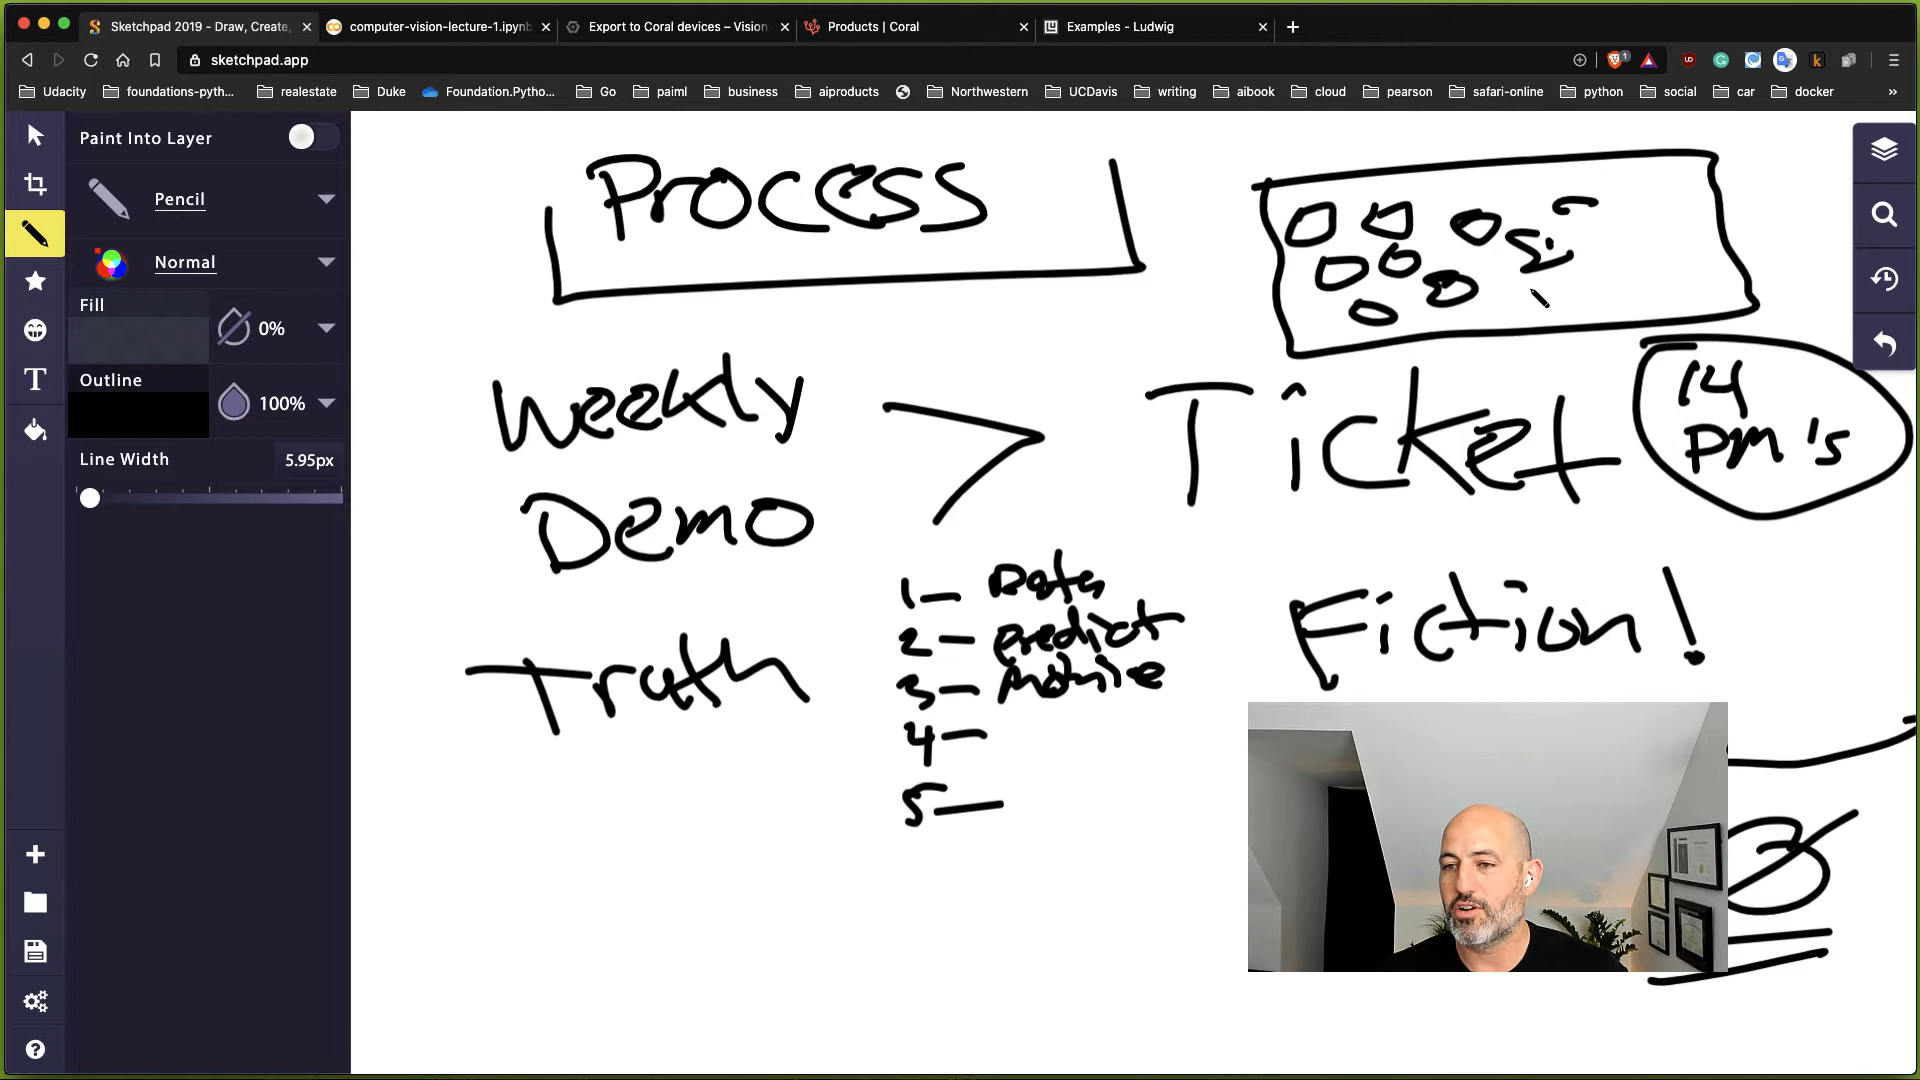 Sketchpad 2019 - Draw, Create,
computer-vision-lecture-1.ipynb
Export to Coral devices – Vision
Products | Coral
Examples - Ludwig
sketchpad.app
1
Udacity
foundations-pyth...
realestate
Duke
Foundation.Pytho...
Go
paiml
business
aiproducts
Northwestern
UCDavis
writing
aibook
cloud
pearson
safari-online
python
social
car
docker
»
Paint Into Layer
Pencil
Normal
Fill
0%
Outline
100%
Line Width
5.95px
Process
Weekly > Ticket
14
PM's
Demo
1— Data
2— predict
3—
4—
5—
Truth
Fiction!